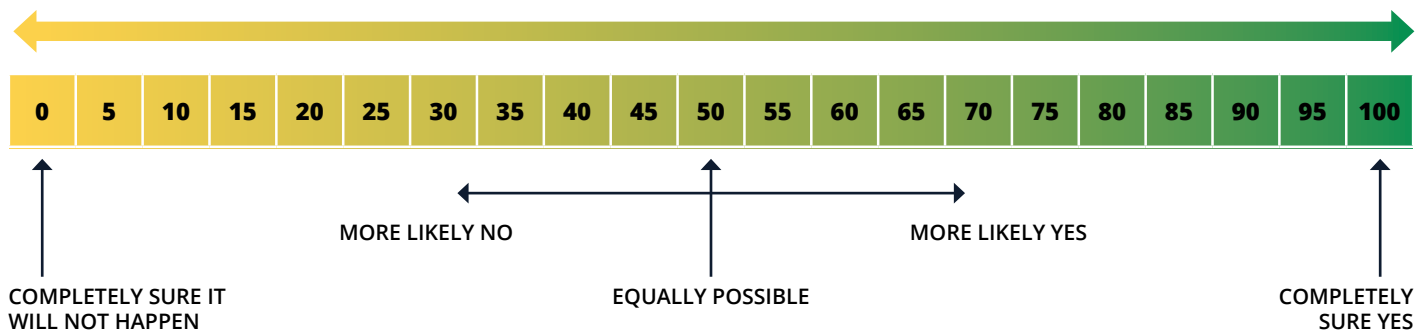 0 5 10 15 20 25 30 35 40 45 50 55 60 65 70 75 80 85 90 95 100
MORE LIKELY NO
MORE LIKELY YES
COMPLETELY SURE IT
WILL NOT HAPPEN
EQUALLY POSSIBLE
COMPLETELY
SURE YES